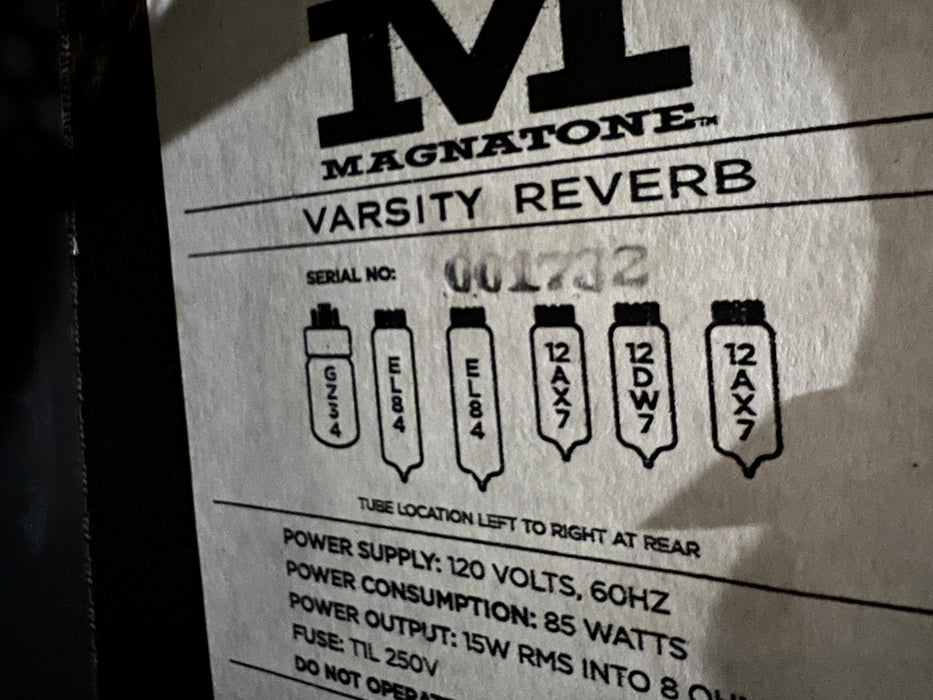 M
MAGNATONE™
VARSITY REVERB
SERIAL NO: 001732
GZ34 EL84 EL84 12AX7 12DW7 12AX7
TUBE LOCATION LEFT TO RIGHT AT REAR
POWER SUPPLY: 120 VOLTS, 60HZ
POWER CONSUMPTION: 85 WATTS
POWER OUTPUT: 15W RMS INTO 8
FUSE: T1L 250V
DO NOT